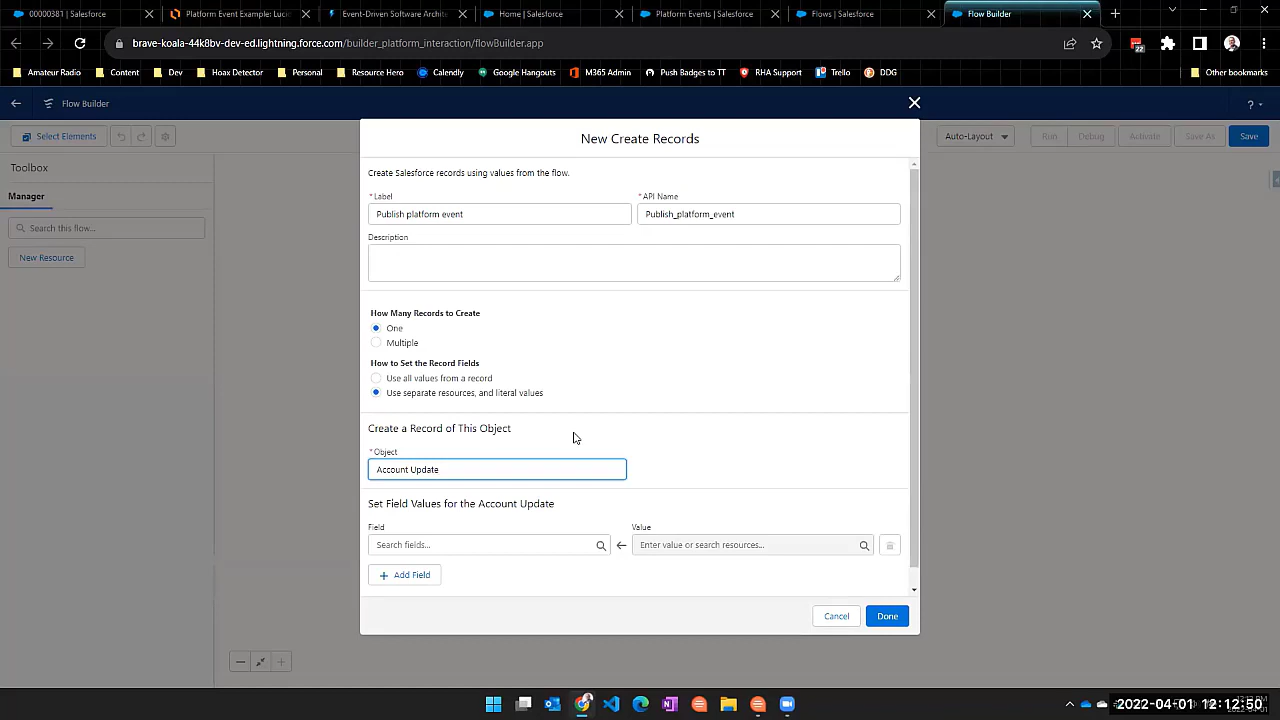 00000381 | Salesforce
Platform Event Example: Luci
Event-Driven Software Archite
Home | Salesforce
Platform Events | Salesforce
Flows | Salesforce
Flow Builder
brave-koala-44k8bv-dev-ed.lightning.force.com/builder_platform_interaction/flowBuilder.app
22
Amateur Radio
Content
Dev
Hoax Detector
Personal
Resource Hero
Calendly
Google Hangouts
M365 Admin
Push Badges to TT
RHA Support
Trello
DDG
Other bookmarks
Flow Builder
?
Select Elements
Auto-Layout
Run
Debug
Activate
Save As
Save
Toolbox
Manager
Search this flow...
New Resource
New Create Records
Create Salesforce records using values from the flow.
*Label
*API Name
Publish platform event
Publish_platform_event
Description
How Many Records to Create
One
Multiple
How to Set the Record Fields
Use all values from a record
Use separate resources, and literal values
Create a Record of This Object
*Object
Account Update
Set Field Values for the Account Update
Field
Value
Search fields...
Enter value or search resources...
+ Add Field
Cancel
Done
2022-04-01 12:12:50